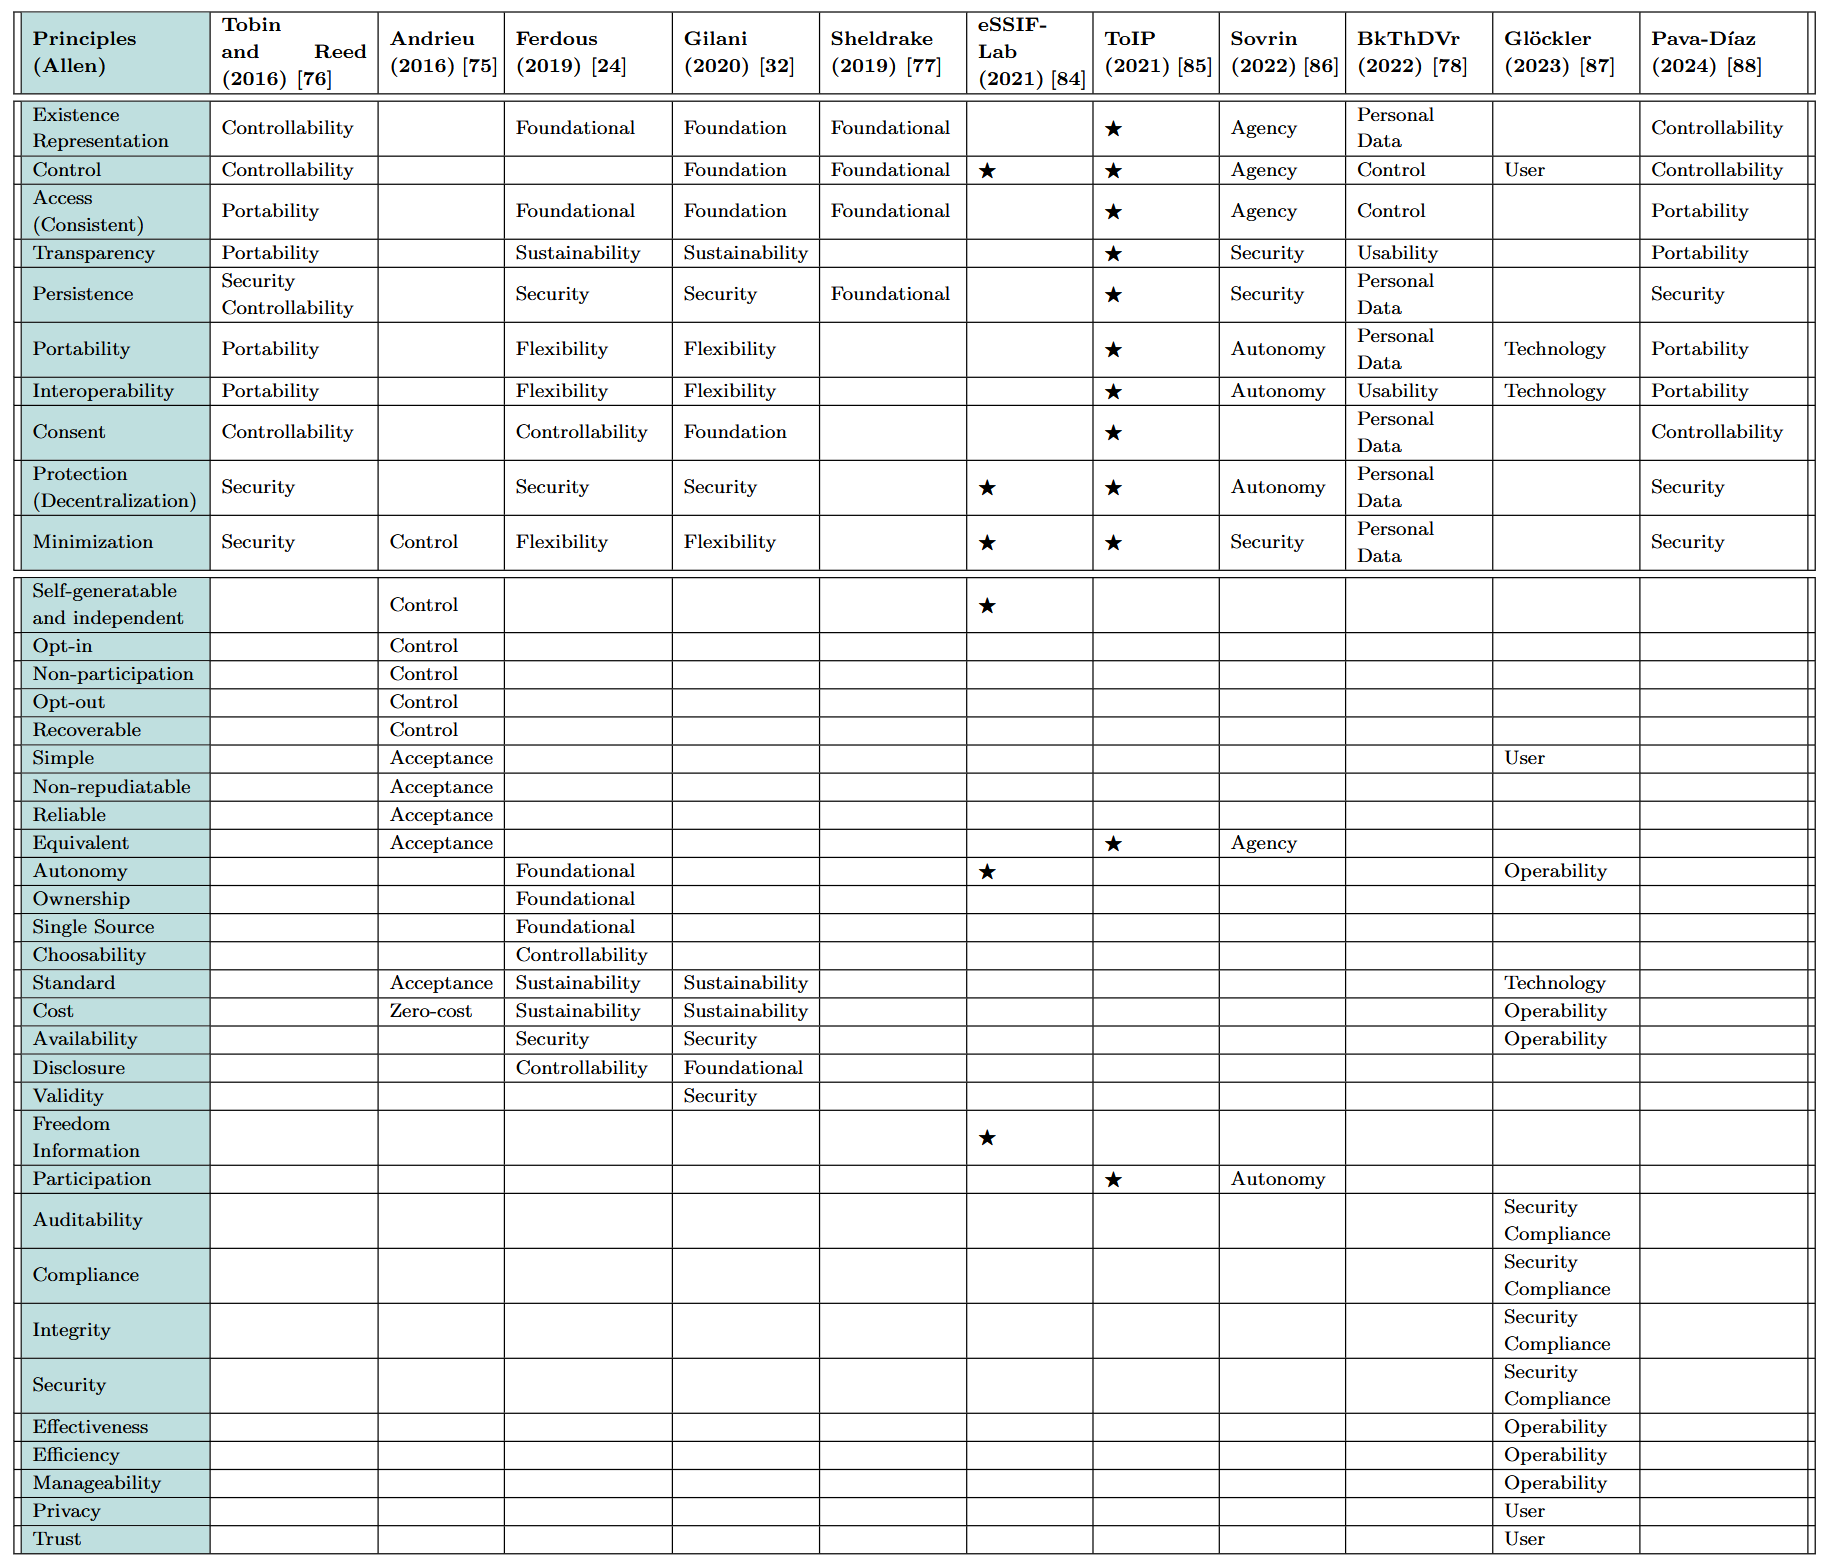 Principles (Allen) | Tobin and Reed (2016) [76] | Andrieu (2016) [75] | Ferdous (2019) [24] | Gilani (2020) [32] | Sheldrake (2019) [77] | eSSIF-Lab (2021) [84] | ToIP (2021) [85] | Sovrin (2022) [86] | BkThDVr (2022) [78] | Glöckler (2023) [87] | Pava-Díaz (2024) [88]
Existence Representation | Controllability | | Foundational | Foundation | Foundational | | ★ | Agency | Personal Data | | Controllability
Control | Controllability | | | Foundation | Foundational | ★ | ★ | Agency | Control | User | Controllability
Access (Consistent) | Portability | | Foundational | Foundation | Foundational | | ★ | Agency | Control | | Portability
Transparency | Portability | | Sustainability | Sustainability | | | ★ | Security | Usability | | Portability
Persistence | Security Controllability | | Security | Security | Foundational | | ★ | Security | Personal Data | | Security
Portability | Portability | | Flexibility | Flexibility | | | ★ | Autonomy | Personal Data | Technology | Portability
Interoperability | Portability | | Flexibility | Flexibility | | | ★ | Autonomy | Usability | Technology | Portability
Consent | Controllability | | Controllability | Foundation | | | ★ | | Personal Data | | Controllability
Protection (Decentralization) | Security | | Security | Security | | ★ | ★ | Autonomy | Personal Data | | Security
Minimization | Security | Control | Flexibility | Flexibility | | ★ | ★ | Security | Personal Data | | Security
Self-generatable and independent | | Control | | | | ★ | | | | |
Opt-in | | Control | | | | | | | | |
Non-participation | | Control | | | | | | | | |
Opt-out | | Control | | | | | | | | |
Recoverable | | Control | | | | | | | | |
Simple | | Acceptance | | | | | | | | User |
Non-repudiatable | | Acceptance | | | | | | | | |
Reliable | | Acceptance | | | | | | | | |
Equivalent | | Acceptance | | | | | ★ | Agency | | |
Autonomy | | | Foundational | | | ★ | | | | Operability |
Ownership | | | Foundational | | | | | | | |
Single Source | | | Foundational | | | | | | | |
Choosability | | | Controllability | | | | | | | |
Standard | | Acceptance | Sustainability | Sustainability | | | | | | Technology |
Cost | | Zero-cost | Sustainability | Sustainability | | | | | | Operability |
Availability | | | Security | Security | | | | | | Operability |
Disclosure | | | Controllability | Foundational | | | | | | |
Validity | | | | Security | | | | | | |
Freedom Information | | | | | | ★ | | | | |
Participation | | | | | | | ★ | Autonomy | | |
Auditability | | | | | | | | | | Security Compliance |
Compliance | | | | | | | | | | Security Compliance |
Integrity | | | | | | | | | | Security Compliance |
Security | | | | | | | | | | Security Compliance |
Effectiveness | | | | | | | | | | Operability |
Efficiency | | | | | | | | | | Operability |
Manageability | | | | | | | | | | Operability |
Privacy | | | | | | | | | | User |
Trust | | | | | | | | | | User |